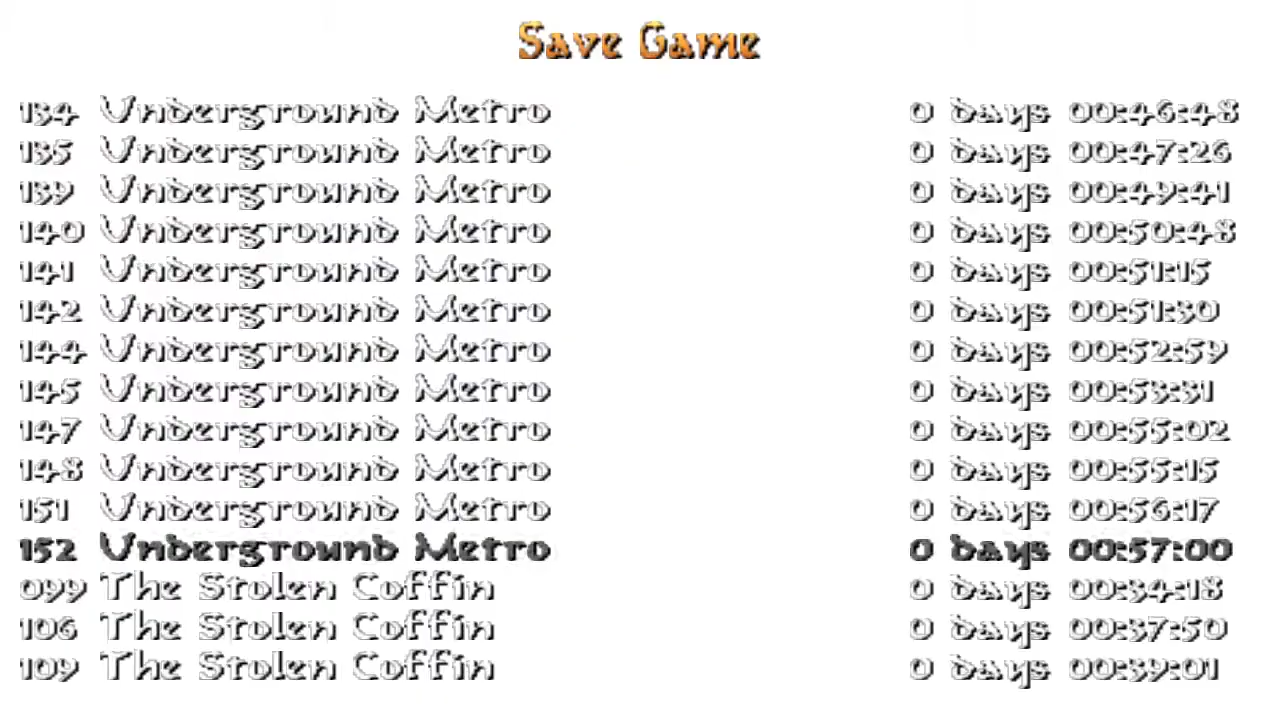 Save Game
134 Underground Metro 0 days 00:46:48
135 Underground Metro 0 days 00:47:26
139 Underground Metro 0 days 00:49:41
140 Underground Metro 0 days 00:50:48
141 Underground Metro 0 days 00:51:15
142 Underground Metro 0 days 00:51:30
144 Underground Metro 0 days 00:52:59
145 Underground Metro 0 days 00:53:31
147 Underground Metro 0 days 00:55:02
148 Underground Metro 0 days 00:55:15
151 Underground Metro 0 days 00:56:17
152 Underground Metro 0 days 00:57:00
099 The Stolen Coffin 0 days 00:34:18
106 The Stolen Coffin 0 days 00:37:50
109 The Stolen Coffin 0 days 00:39:01